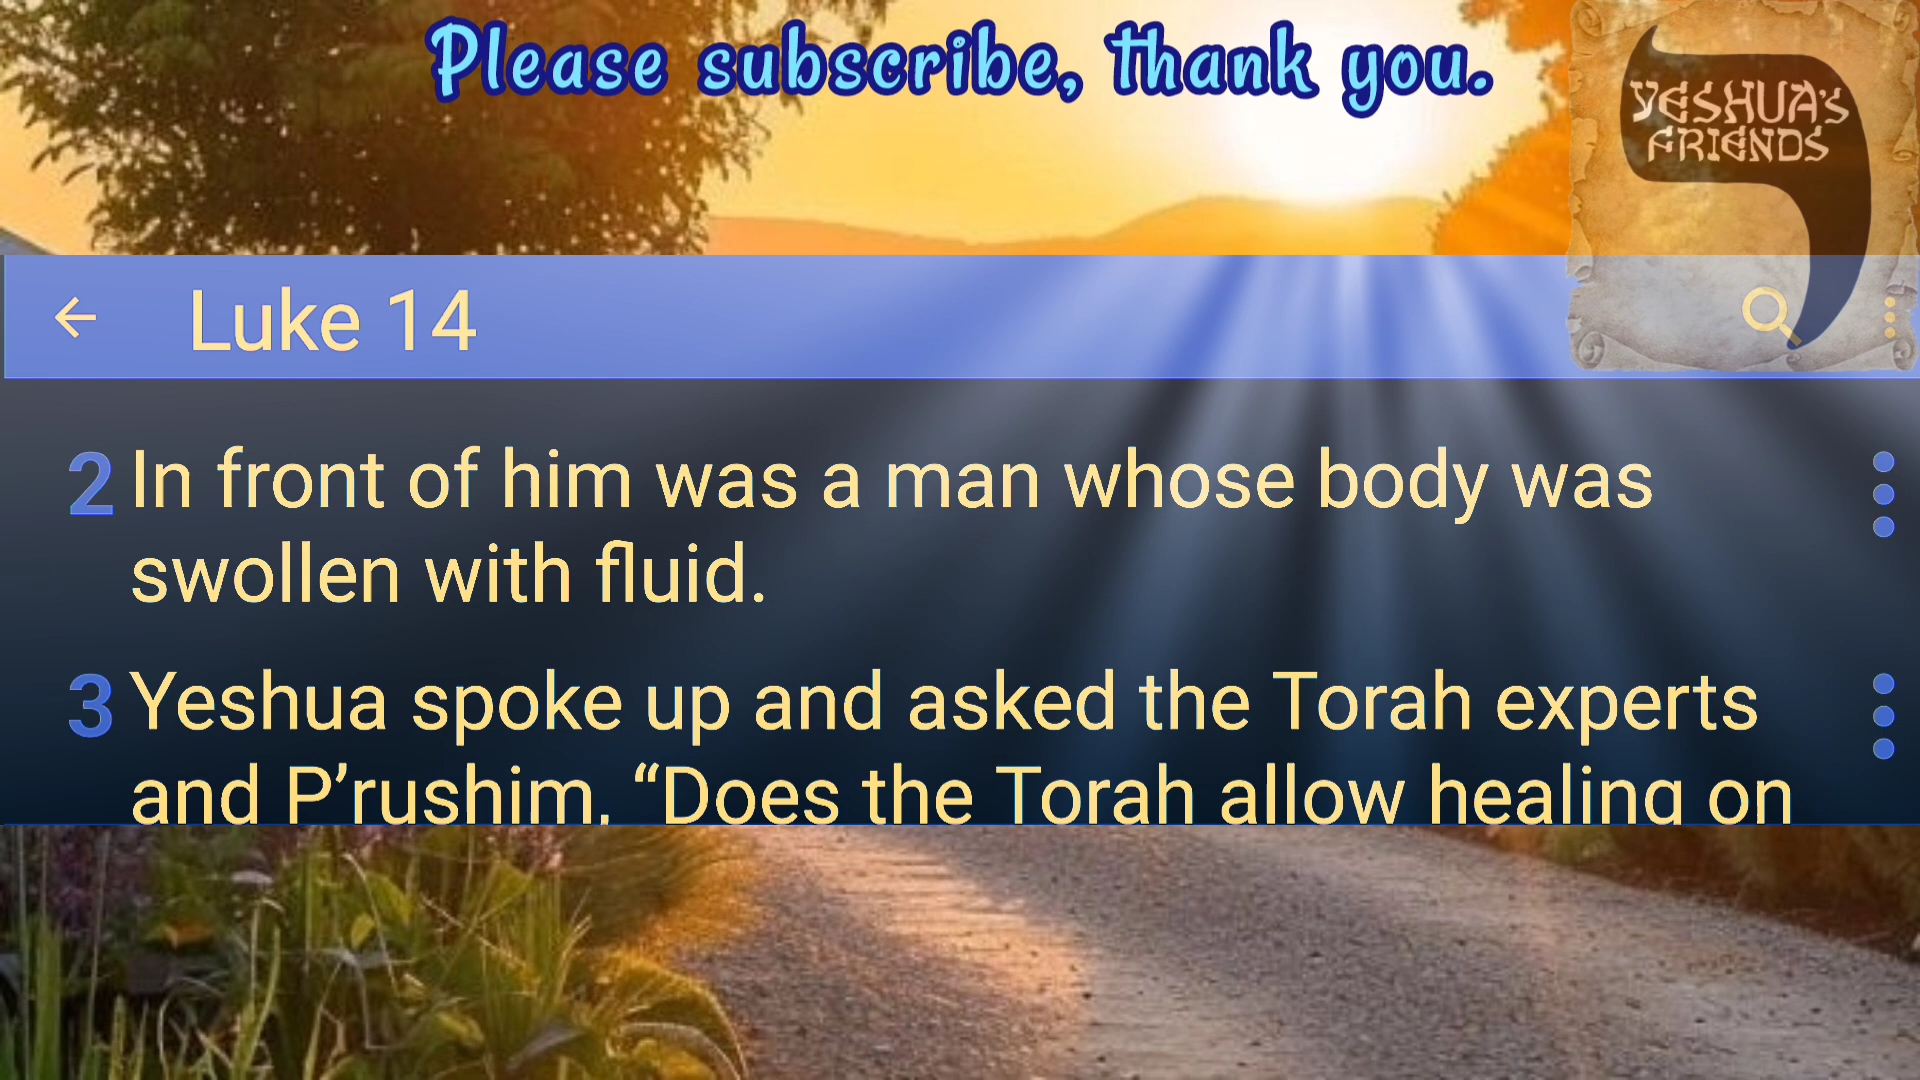 Please subscribe, thank you.
YESHUA'S
FRIENDS
Luke 14
2 In front of him was a man whose body was
swollen with fluid.
3 Yeshua spoke up and asked the Torah experts
and P’rushim, “Does the Torah allow healing on